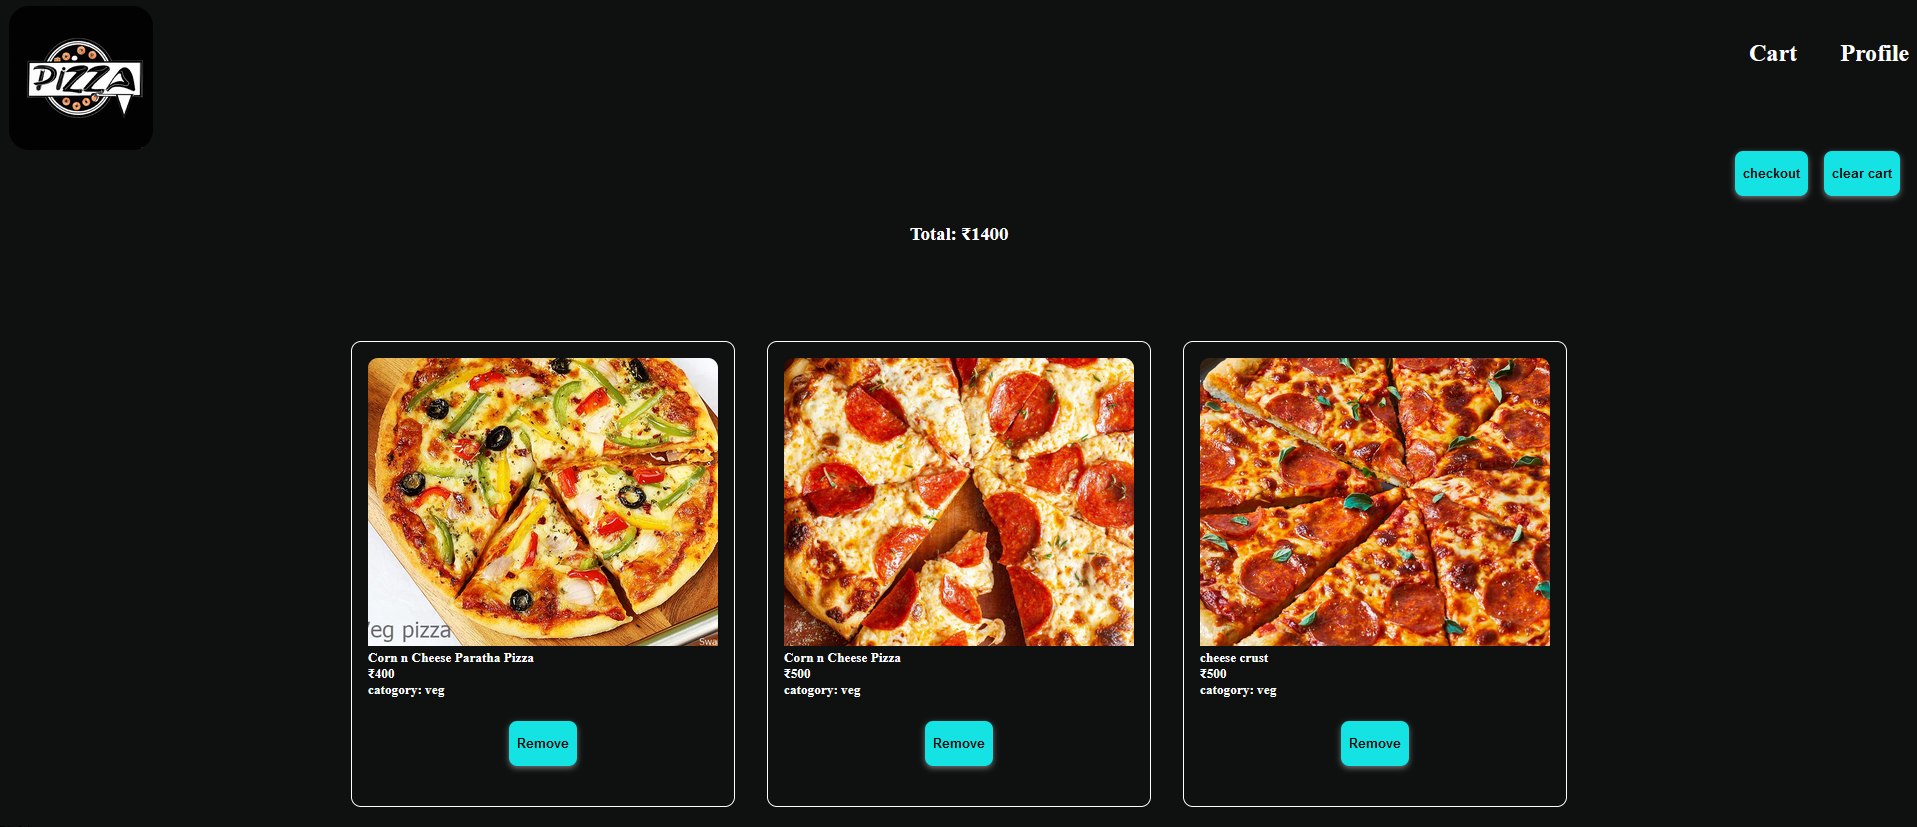 PIZZA
Cart
Profile
checkout
clear cart
Total: ₹1400
eg pizza
Swa
Corn n Cheese Paratha Pizza
₹400
catogory: veg
Remove
Corn n Cheese Pizza
₹500
catogory: veg
Remove
cheese crust
₹500
catogory: veg
Remove